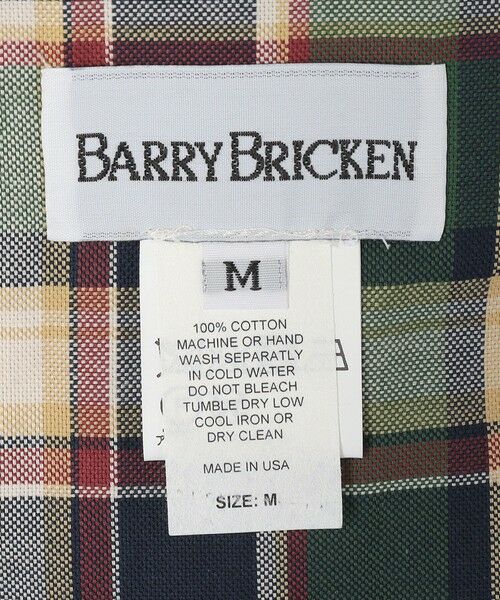 BARRY BRICKEN
M
100% COTTON
MACHINE OR HAND
WASH SEPARATELY
IN COLD WATER
DO NOT BLEACH
TUMBLE DRY LOW
COOL IRON OR
DRY CLEAN
MADE IN USA
SIZE: M